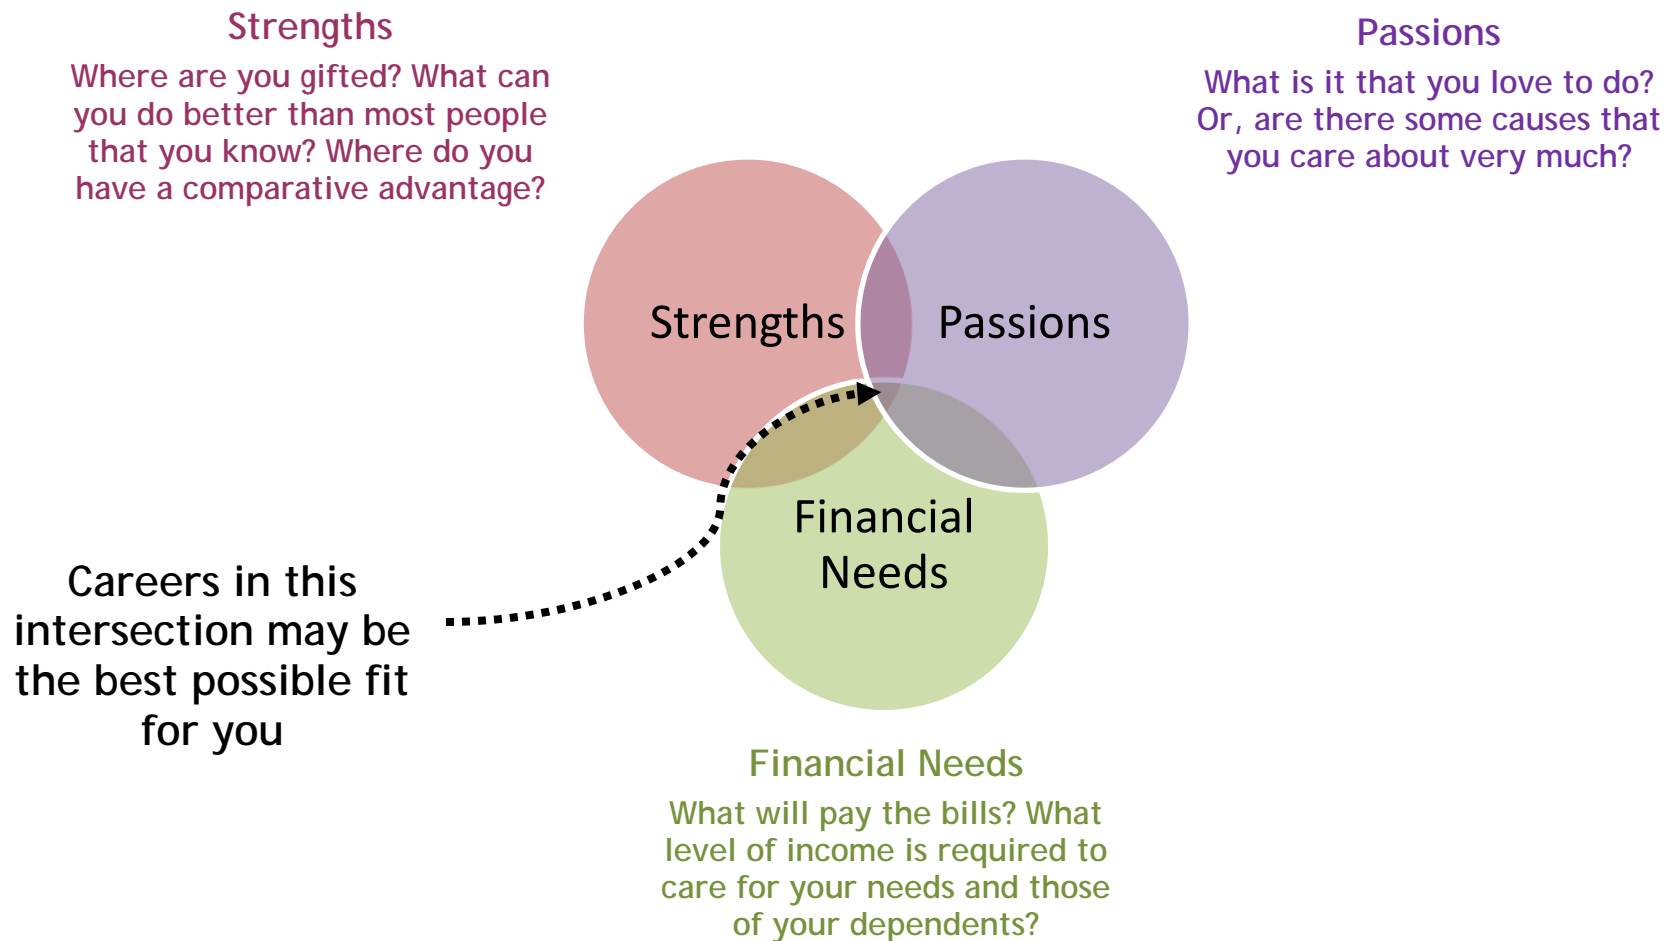 Strengths
Where are you gifted? What can
you do better than most people
that you know? Where do you
have a comparative advantage?
Passions
What is it that you love to do?
Or, are there some causes that
you care about very much?
Strengths
Passions
Financial
Needs
Careers in this
intersection may be
the best possible fit
for you
Financial Needs
What will pay the bills? What
level of income is required to
care for your needs and those
of your dependents?